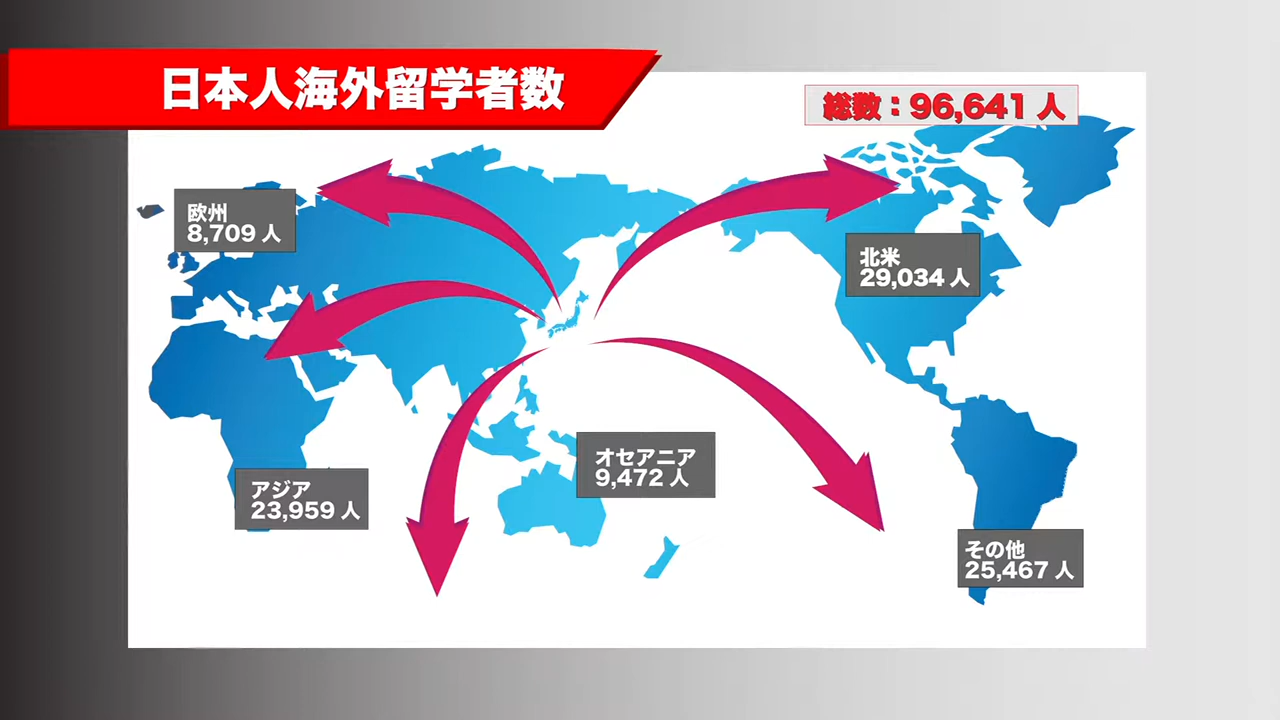 日本人海外留学者数
総数：96,641 人
欧州
8,709 人
北米
29,034 人
オセアニア
9,472 人
アジア
23,959 人
その他
25,467 人